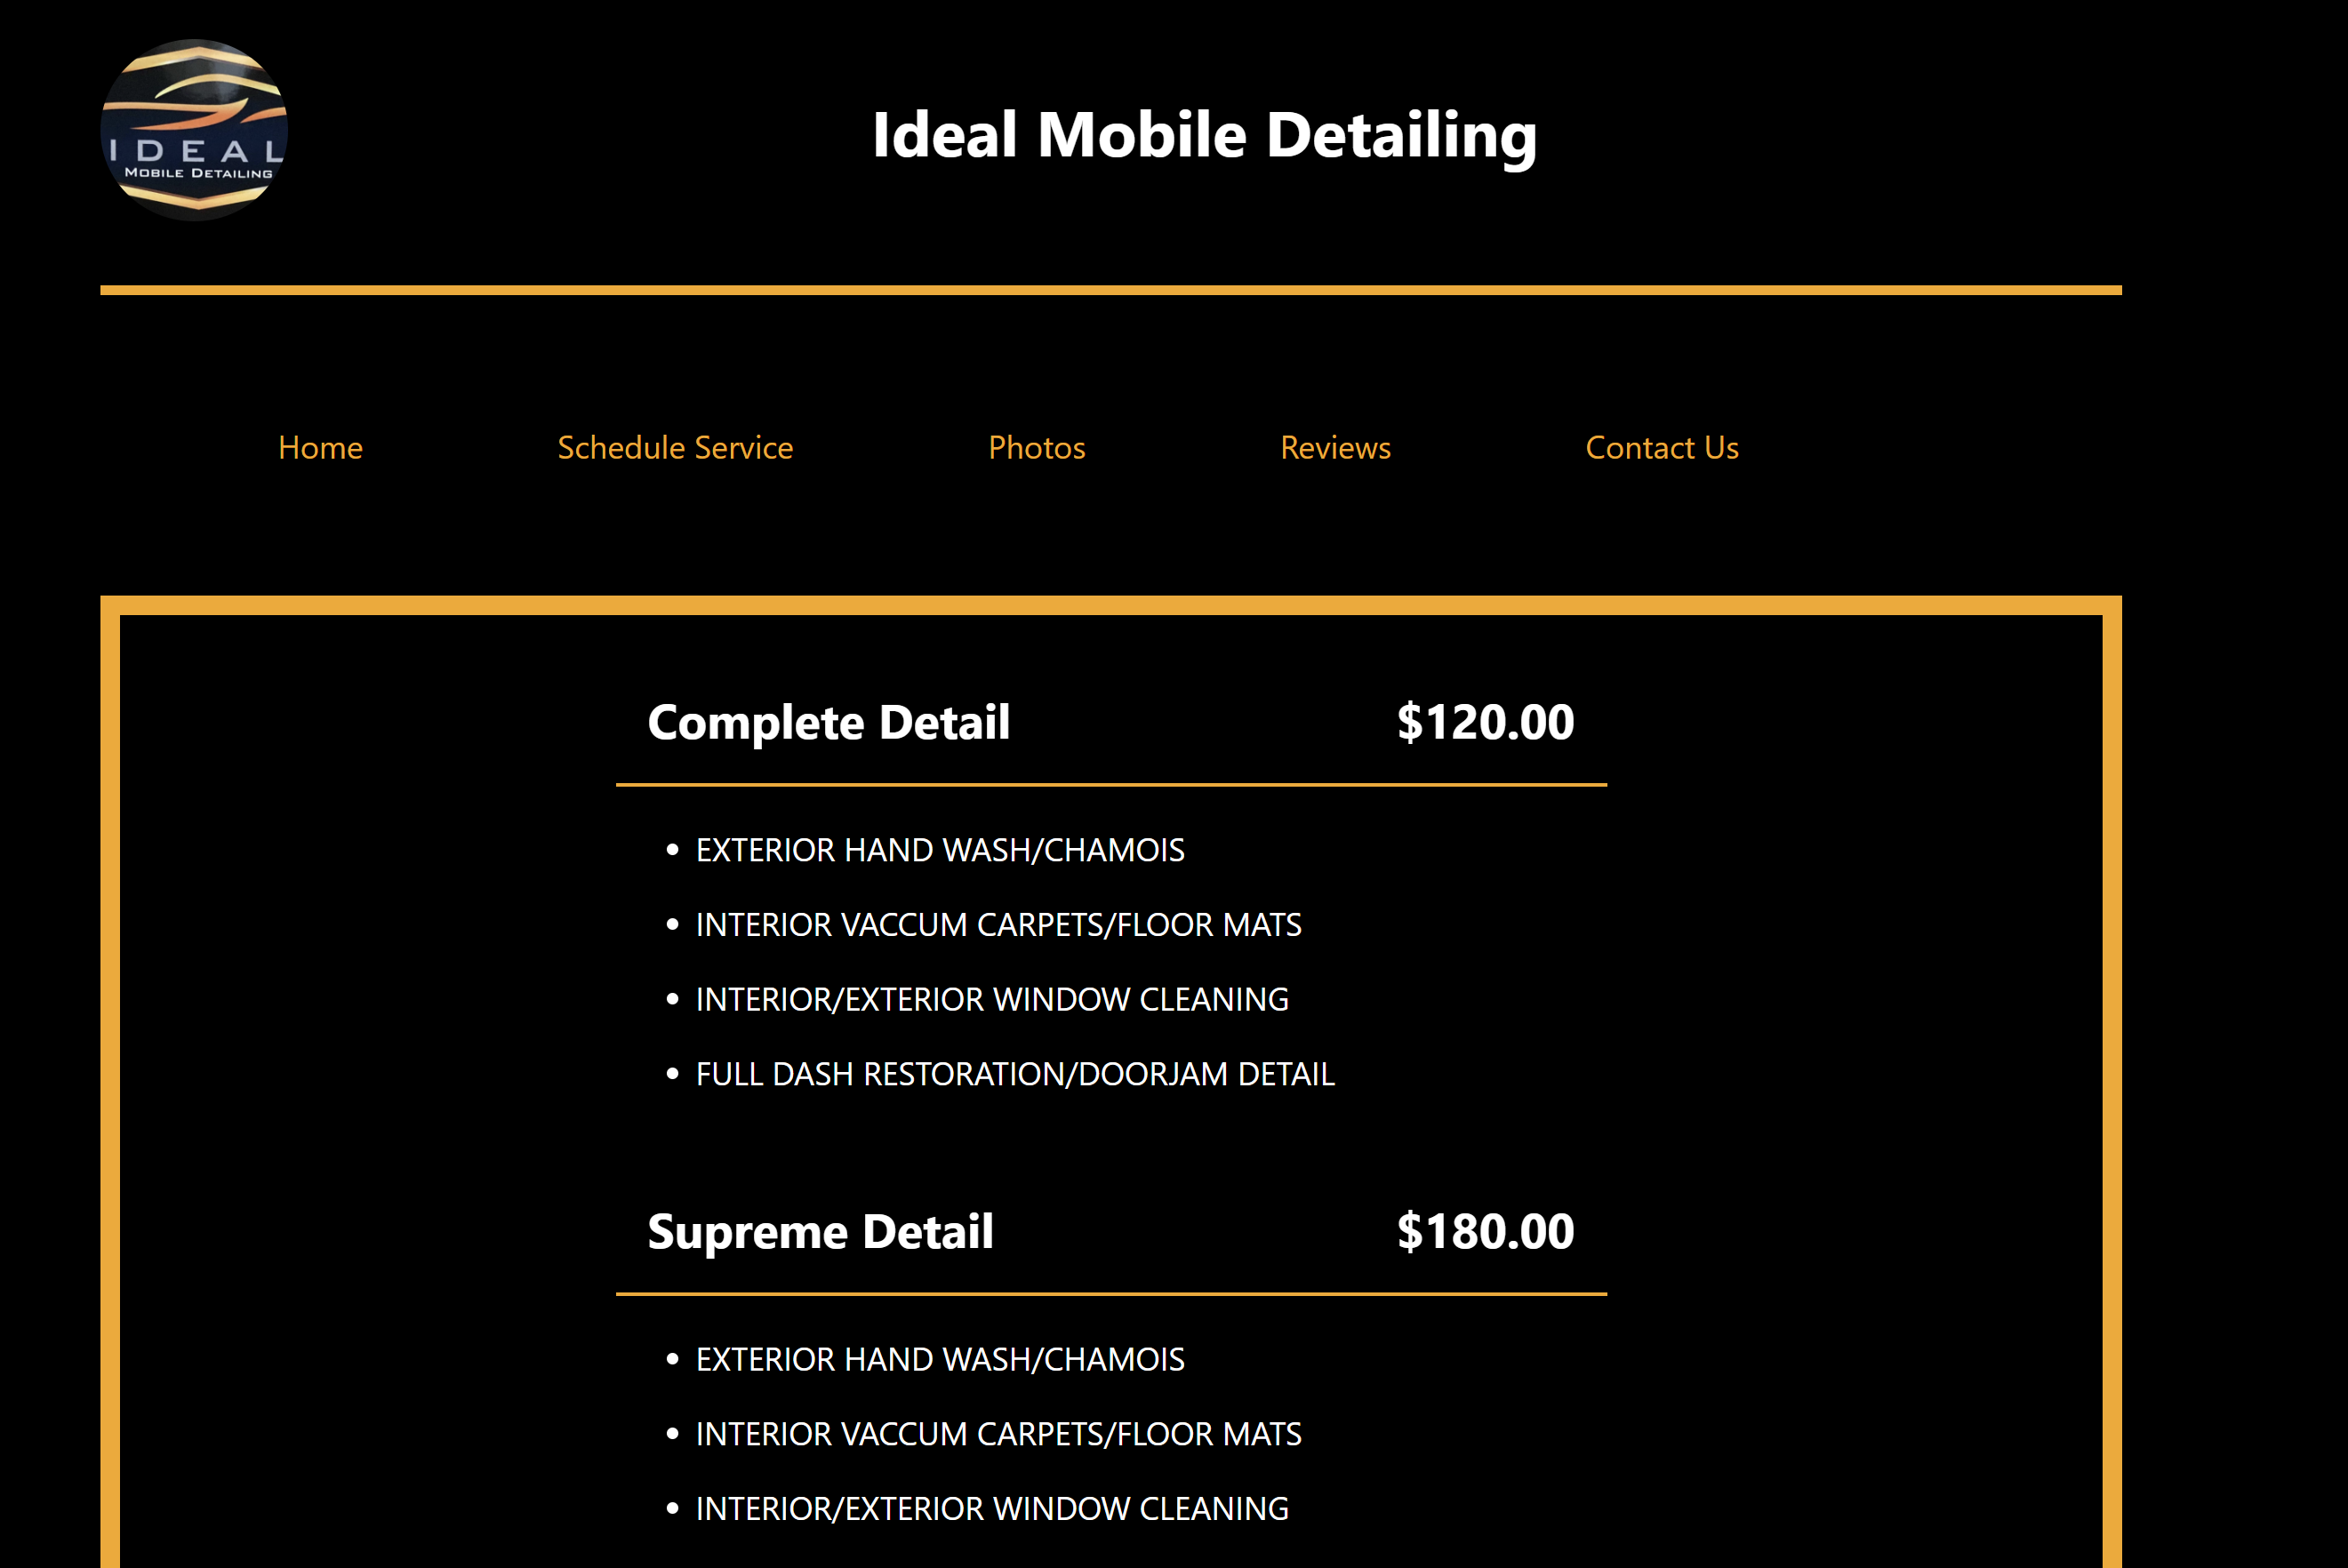 IDEAL
MOBILE DETAILING
Ideal Mobile Detailing
Home Schedule Service Photos Reviews Contact Us
Complete Detail $120.00
• EXTERIOR HAND WASH/CHAMOIS
• INTERIOR VACCUM CARPETS/FLOOR MATS
• INTERIOR/EXTERIOR WINDOW CLEANING
• FULL DASH RESTORATION/DOORJAM DETAIL
Supreme Detail $180.00
• EXTERIOR HAND WASH/CHAMOIS
• INTERIOR VACCUM CARPETS/FLOOR MATS
• INTERIOR/EXTERIOR WINDOW CLEANING